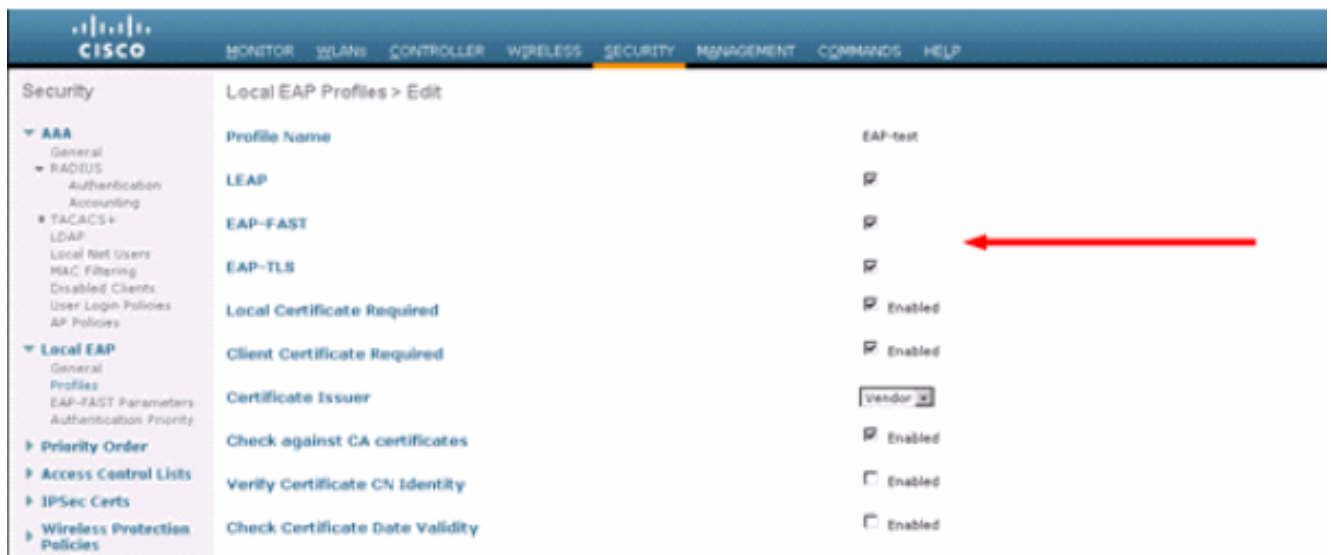 CISCO
MONITOR WLANs CONTROLLER WIRELESS SECURITY MANAGEMENT COMMANDS HELP
Security
AAA
General
RADIUS
Authentication
Accounting
TACACS+
LDAP
Local Net Users
MAC Filtering
Disabled Clients
User Login Policies
AP Policies
Local EAP
General
Profiles
EAP-FAST Parameters
Authentication Priority
Priority Order
Access Control Lists
IPSec Certs
Wireless Protection
Policies
Local EAP Profiles > Edit
Profile Name EAP-test
LEAP
EAP-FAST
EAP-TLS
Local Certificate Required Enabled
Client Certificate Required Enabled
Certificate Issuer Vendor
Check against CA certificates Enabled
Verify Certificate CN Identity Enabled
Check Certificate Date Validity Enabled